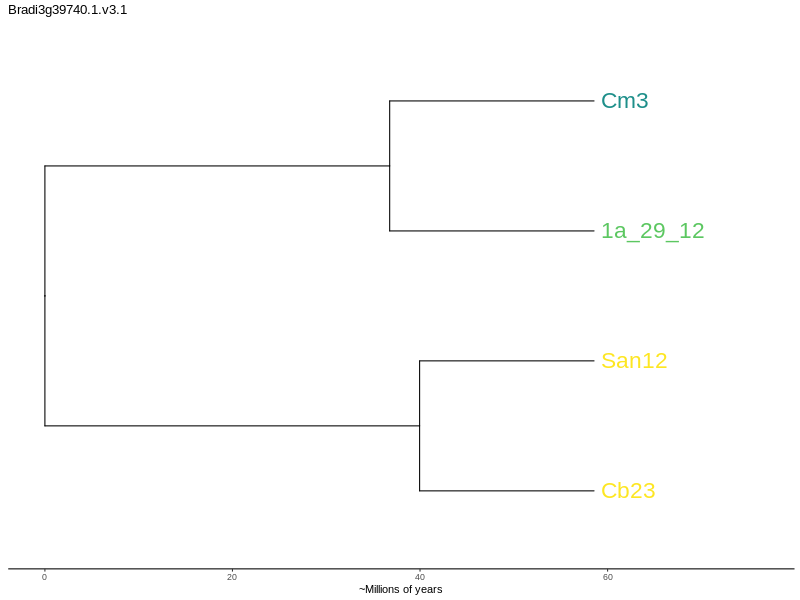 Bradi3g39740.1.v3.1
Cm3
1a_29_12
San12
Cb23
0 20 40 60
~Millions of years